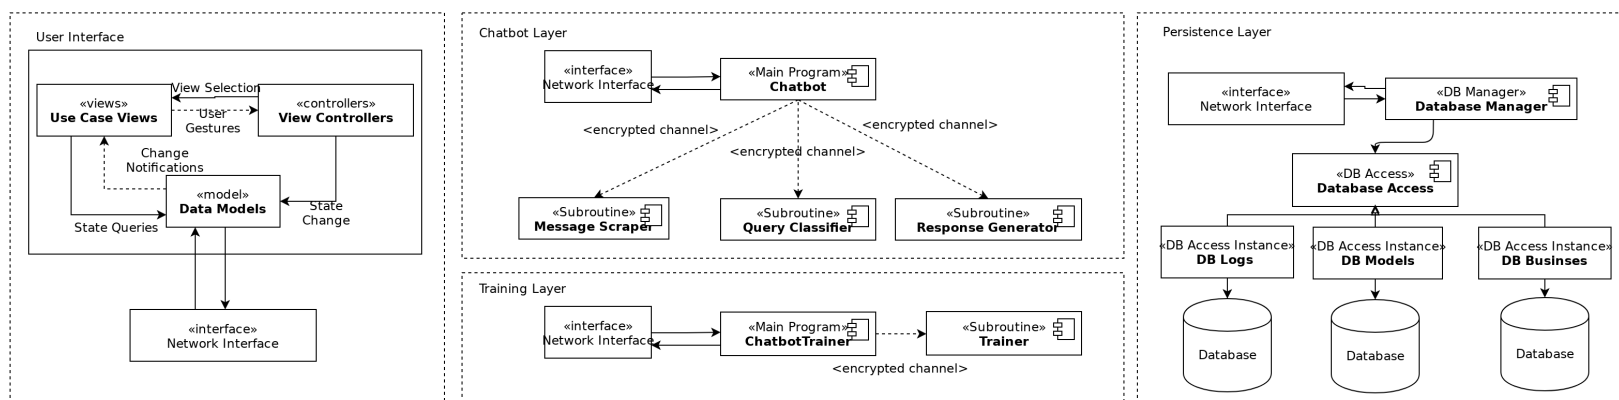 User Interface
«views»
Use Case Views
View Selection
User
Gestures
«controllers»
View Controllers
Change
Notifications
«model»
Data Models
State Queries
State
Change
«interface»
Network Interface
Chatbot Layer
«interface»
Network Interface
«Main Program»
Chatbot
<encrypted channel>
<encrypted channel>
<encrypted channel>
«Subroutine»
Message Scraper
«Subroutine»
Query Classifier
«Subroutine»
Response Generator
Training Layer
«interface»
Network Interface
«Main Program»
ChatbotTrainer
«Subroutine»
Trainer
<encrypted channel>
Persistence Layer
«interface»
Network Interface
«DB Manager»
Database Manager
«DB Access»
Database Access
«DB Access Instance»
DB Logs
«DB Access Instance»
DB Models
«DB Access Instance»
DB Businses
Database
Database
Database